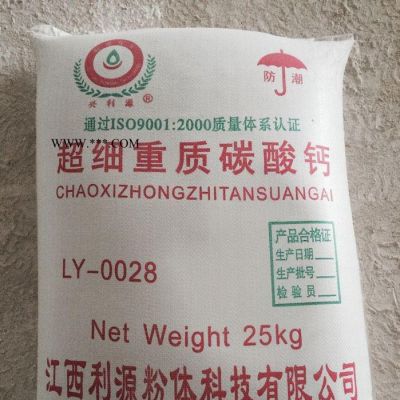 兴利源®
防潮
通过ISO9001:2000质量体系认证
WWW.***.COM
超细重质碳酸钙
CHAOXIZHONGZHITANSUANGAI
产品合格证
生产日期
生产批号
检验员
LY-0028
Net Weight 25kg
江西利源粉体科技有限公司